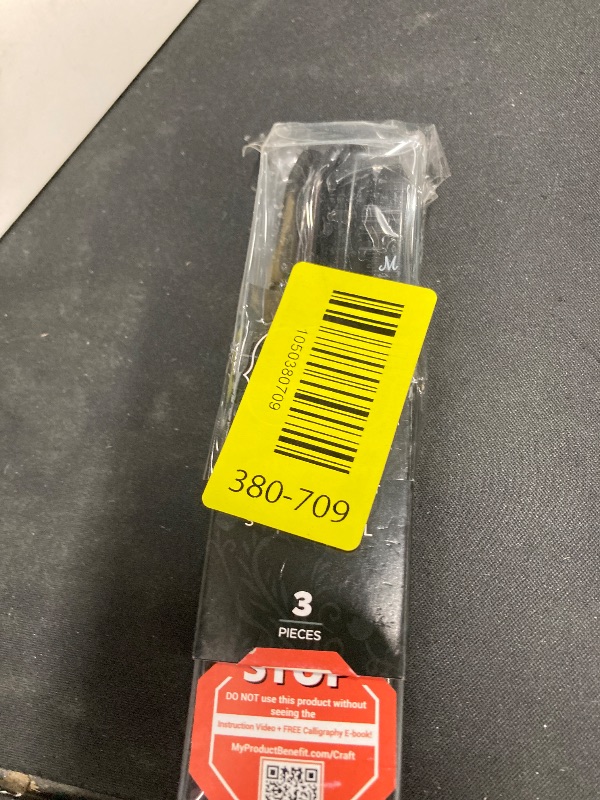 M
1050380709
380-709
3
PIECES
STOP
DO NOT use this product without
seeing the
Instruction Video + FREE Calligraphy E-book!
MyProductBenefit.com/Craft